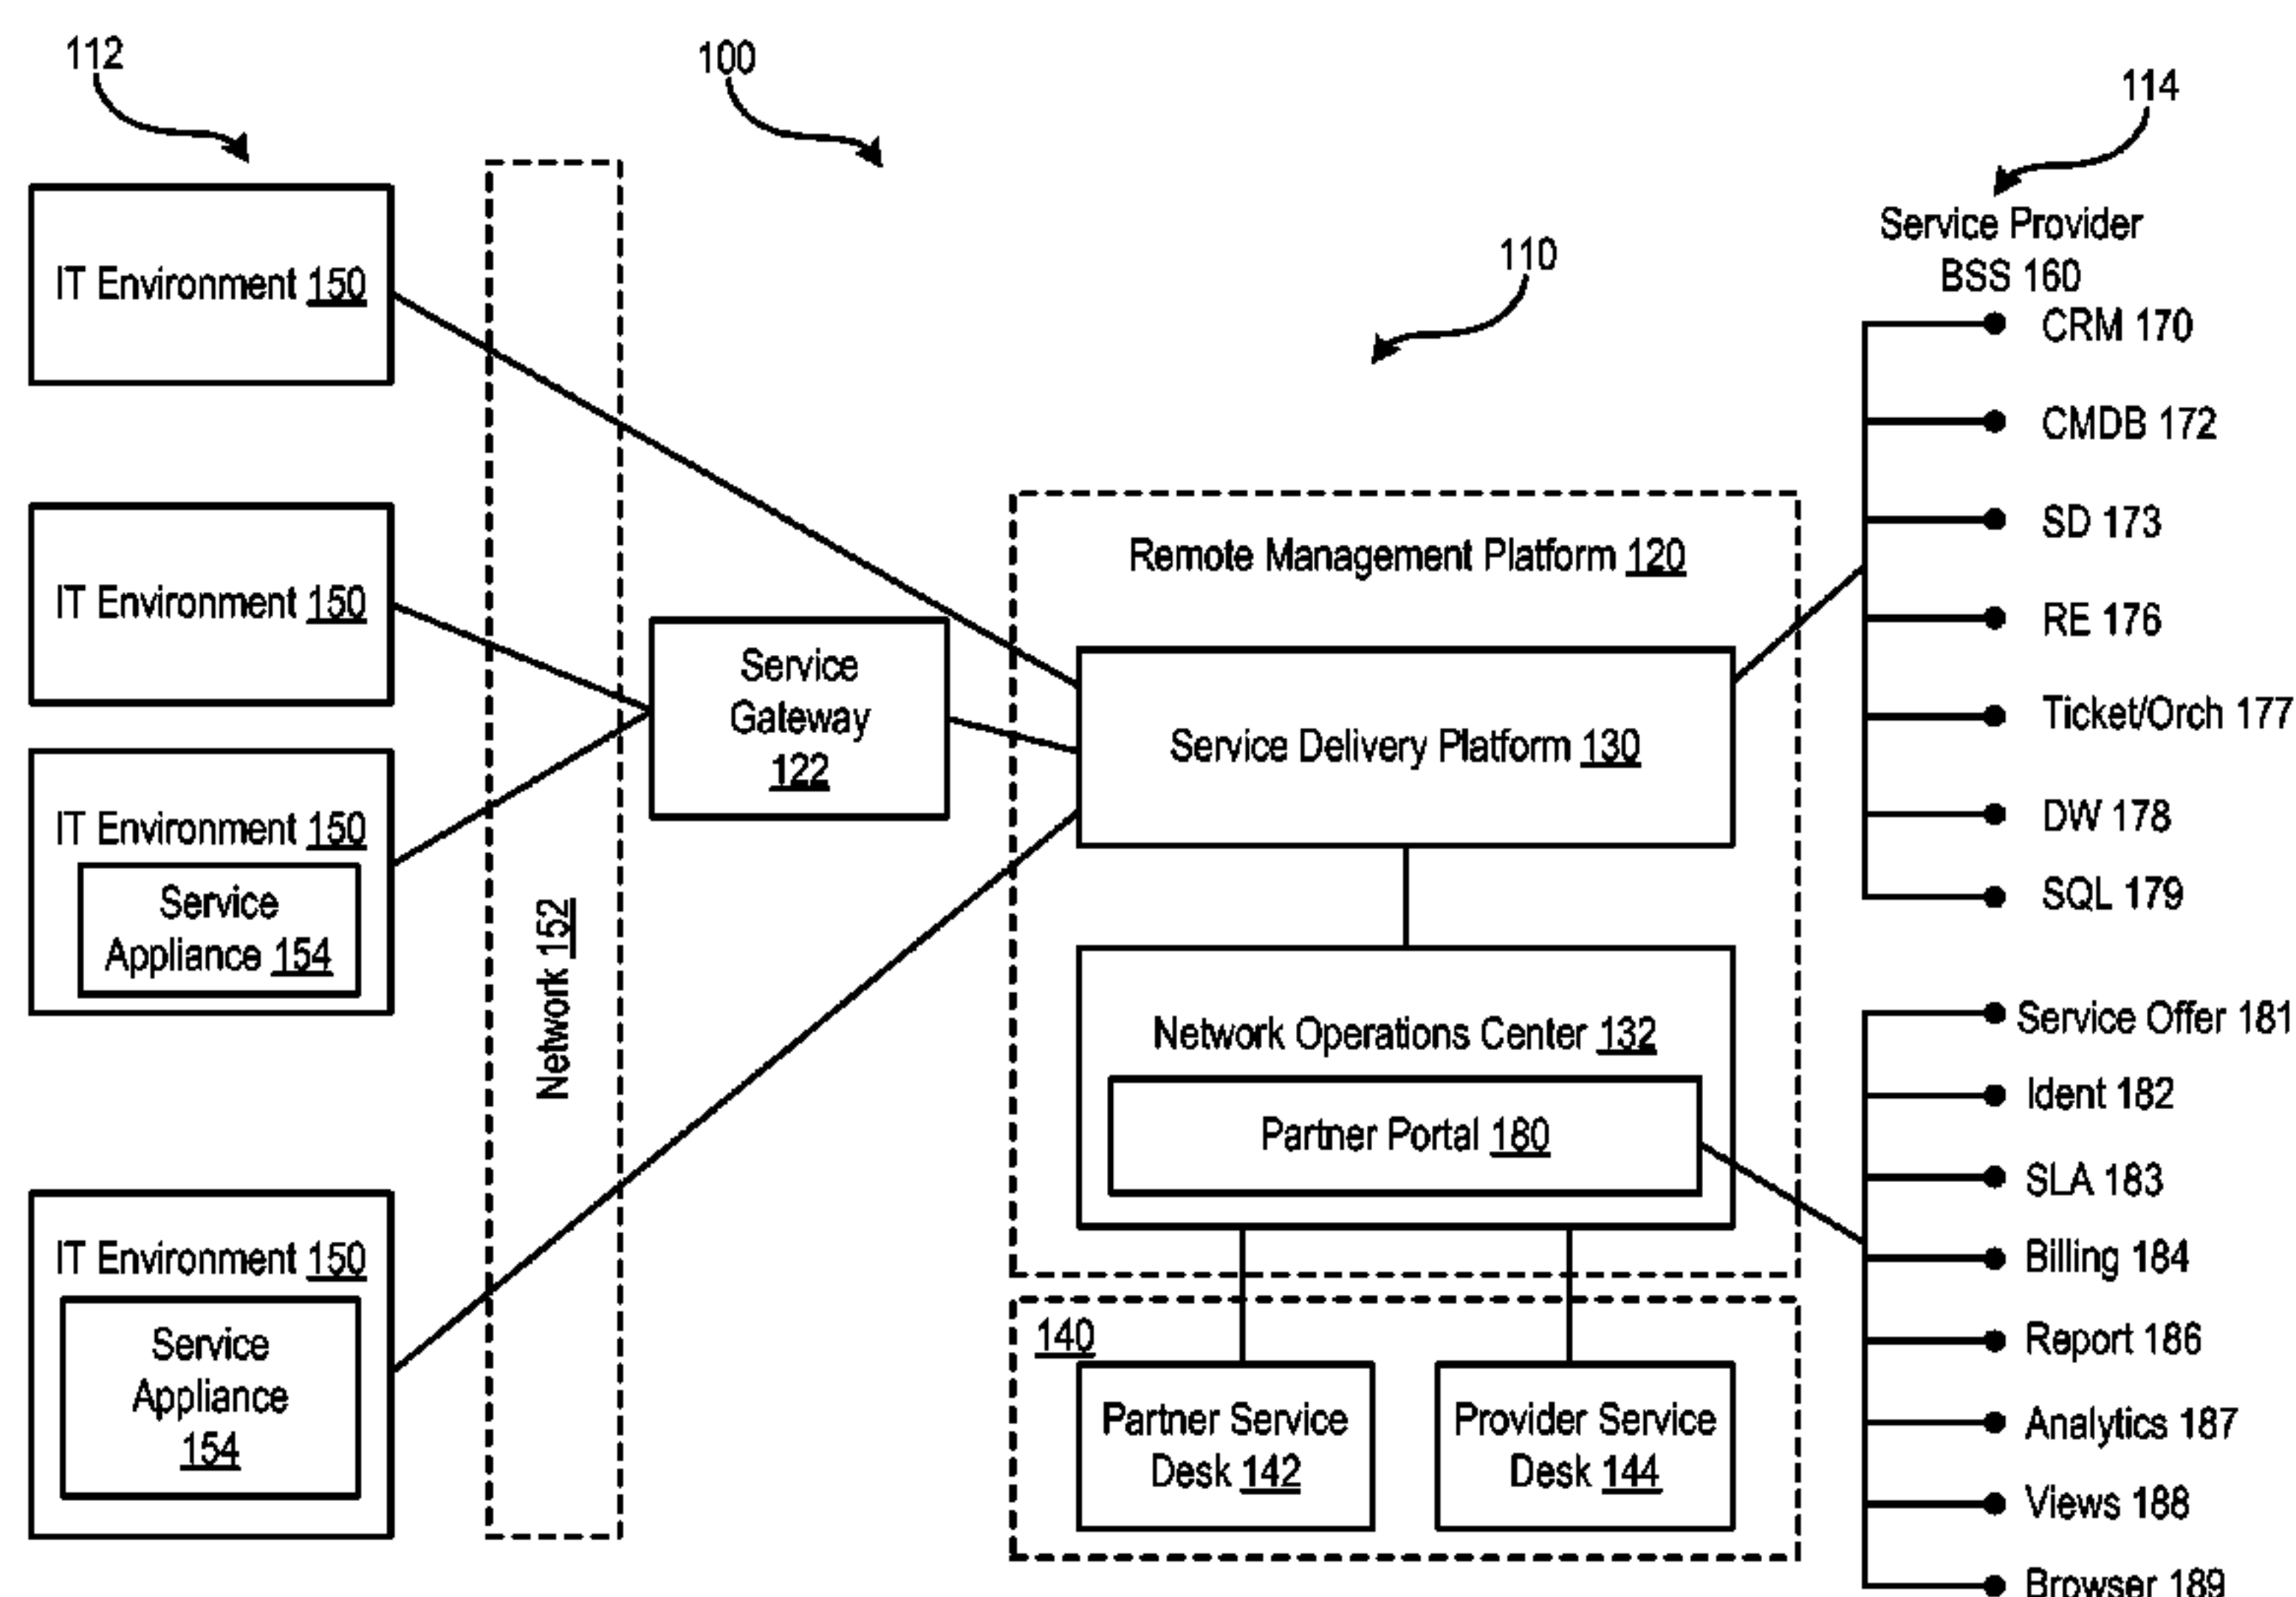 112
100
114
110
IT Environment 150
IT Environment 150
IT Environment 150
Service
Appliance 154
IT Environment 150
Service
Appliance
154
Network 152
Service
Gateway
122
Remote Management Platform 120
Service Delivery Platform 130
Network Operations Center 132
Partner Portal 180
140
Partner Service
Desk 142
Provider Service
Desk 144
Service Provider
BSS 160
CRM 170
CMDB 172
SD 173
RE 176
Ticket/Orch 177
DW 178
SQL 179
Service Offer 181
Ident 182
SLA 183
Billing 184
Report 186
Analytics 187
Views 188
Browser 189